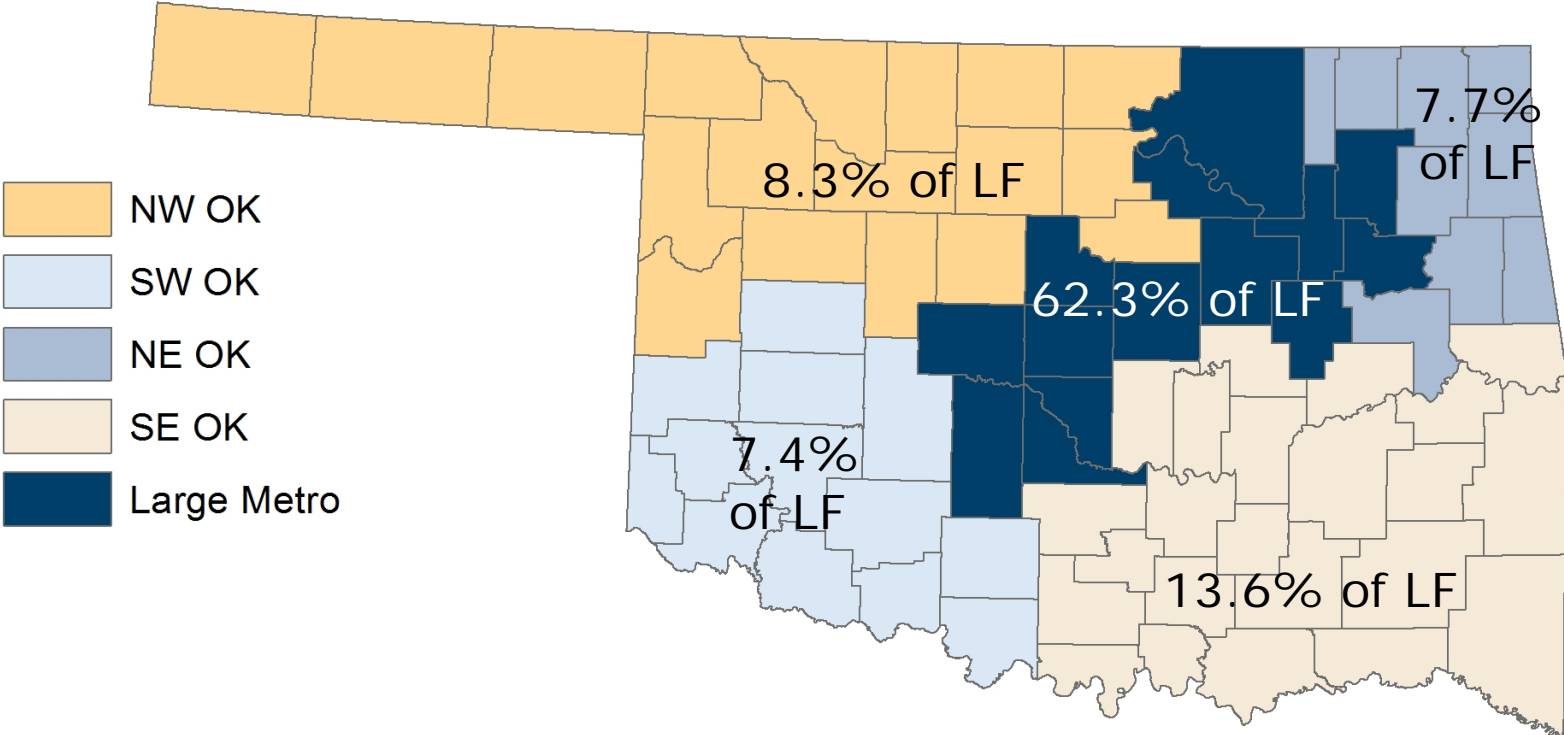 7.7%
of LF
8.3% of LF
NW OK
SW OK
62.3% of LF
NE OK
SE OK
7.4%
of LF
Large Metro
13.6% of LF